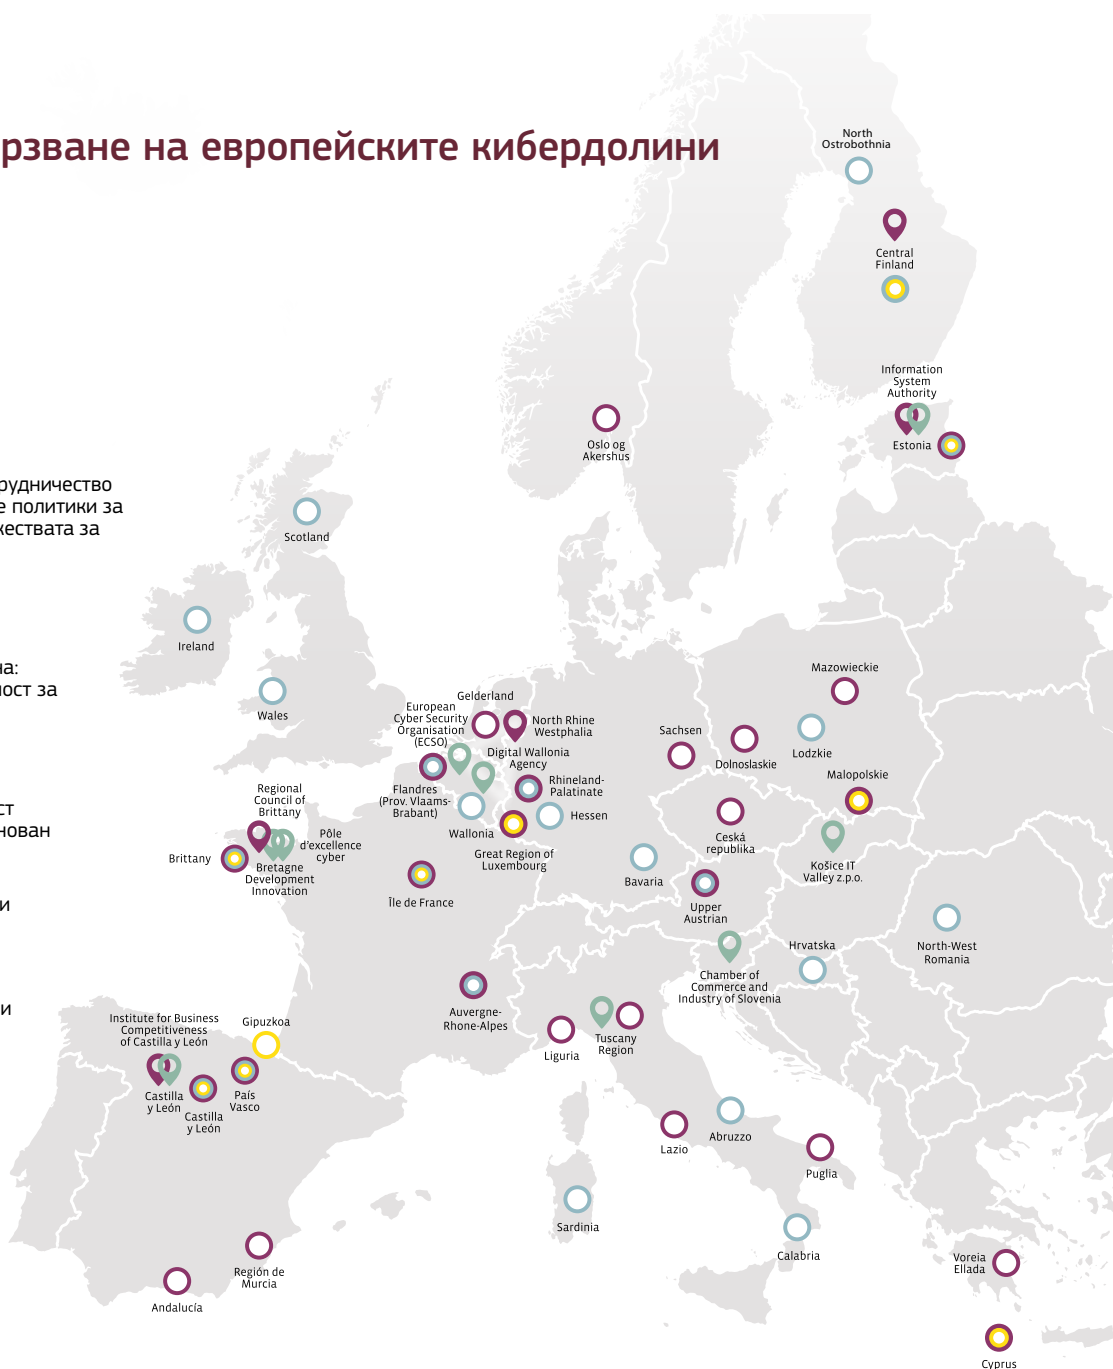 рзване на европейските кибердолини
North
Ostrobothnia
Central
Finland
Information
System
Authority
Estonia
Oslo og
Akershus
рудничество
е политики за
жествата за
Scotland
Ireland
Wales
на:
ост за
Gelderland
European
Cyber Security
Organisation
(ECSO)
North Rhine
Westphalia
Digital Wallonia
Agency
Flandres
(Prov. Vlaams-
Brabant)
Rhineland-
Palatinate
Hessen
Wallonia
Great Region of
Luxembourg
Mazowieckie
Sachsen
Dolnoslaskie
Lodzkie
Malopolskie
Ceská
republika
Košice IT
Valley z.p.o.
Regional
Council of
Brittany
Pôle
d'excellence
cyber
Brittany
Bretagne
Development
Innovation
ст
нован
Île de France
Bavaria
Upper
Austrian
и
Hrvatska
North-West
Romania
Chamber of
Commerce and
Industry of Slovenia
Auvergne-
Rhone-Alpes
и
Institute for Business
Competitiveness
of Castilla y León
Gipuzkoa
Castilla
y León
Castilla
y León
País
Vasco
Liguria
Tuscany
Region
Lazio
Abruzzo
Puglia
Sardinia
Calabria
Región de
Murcia
Andalucía
Voreia
Ellada
Cyprus